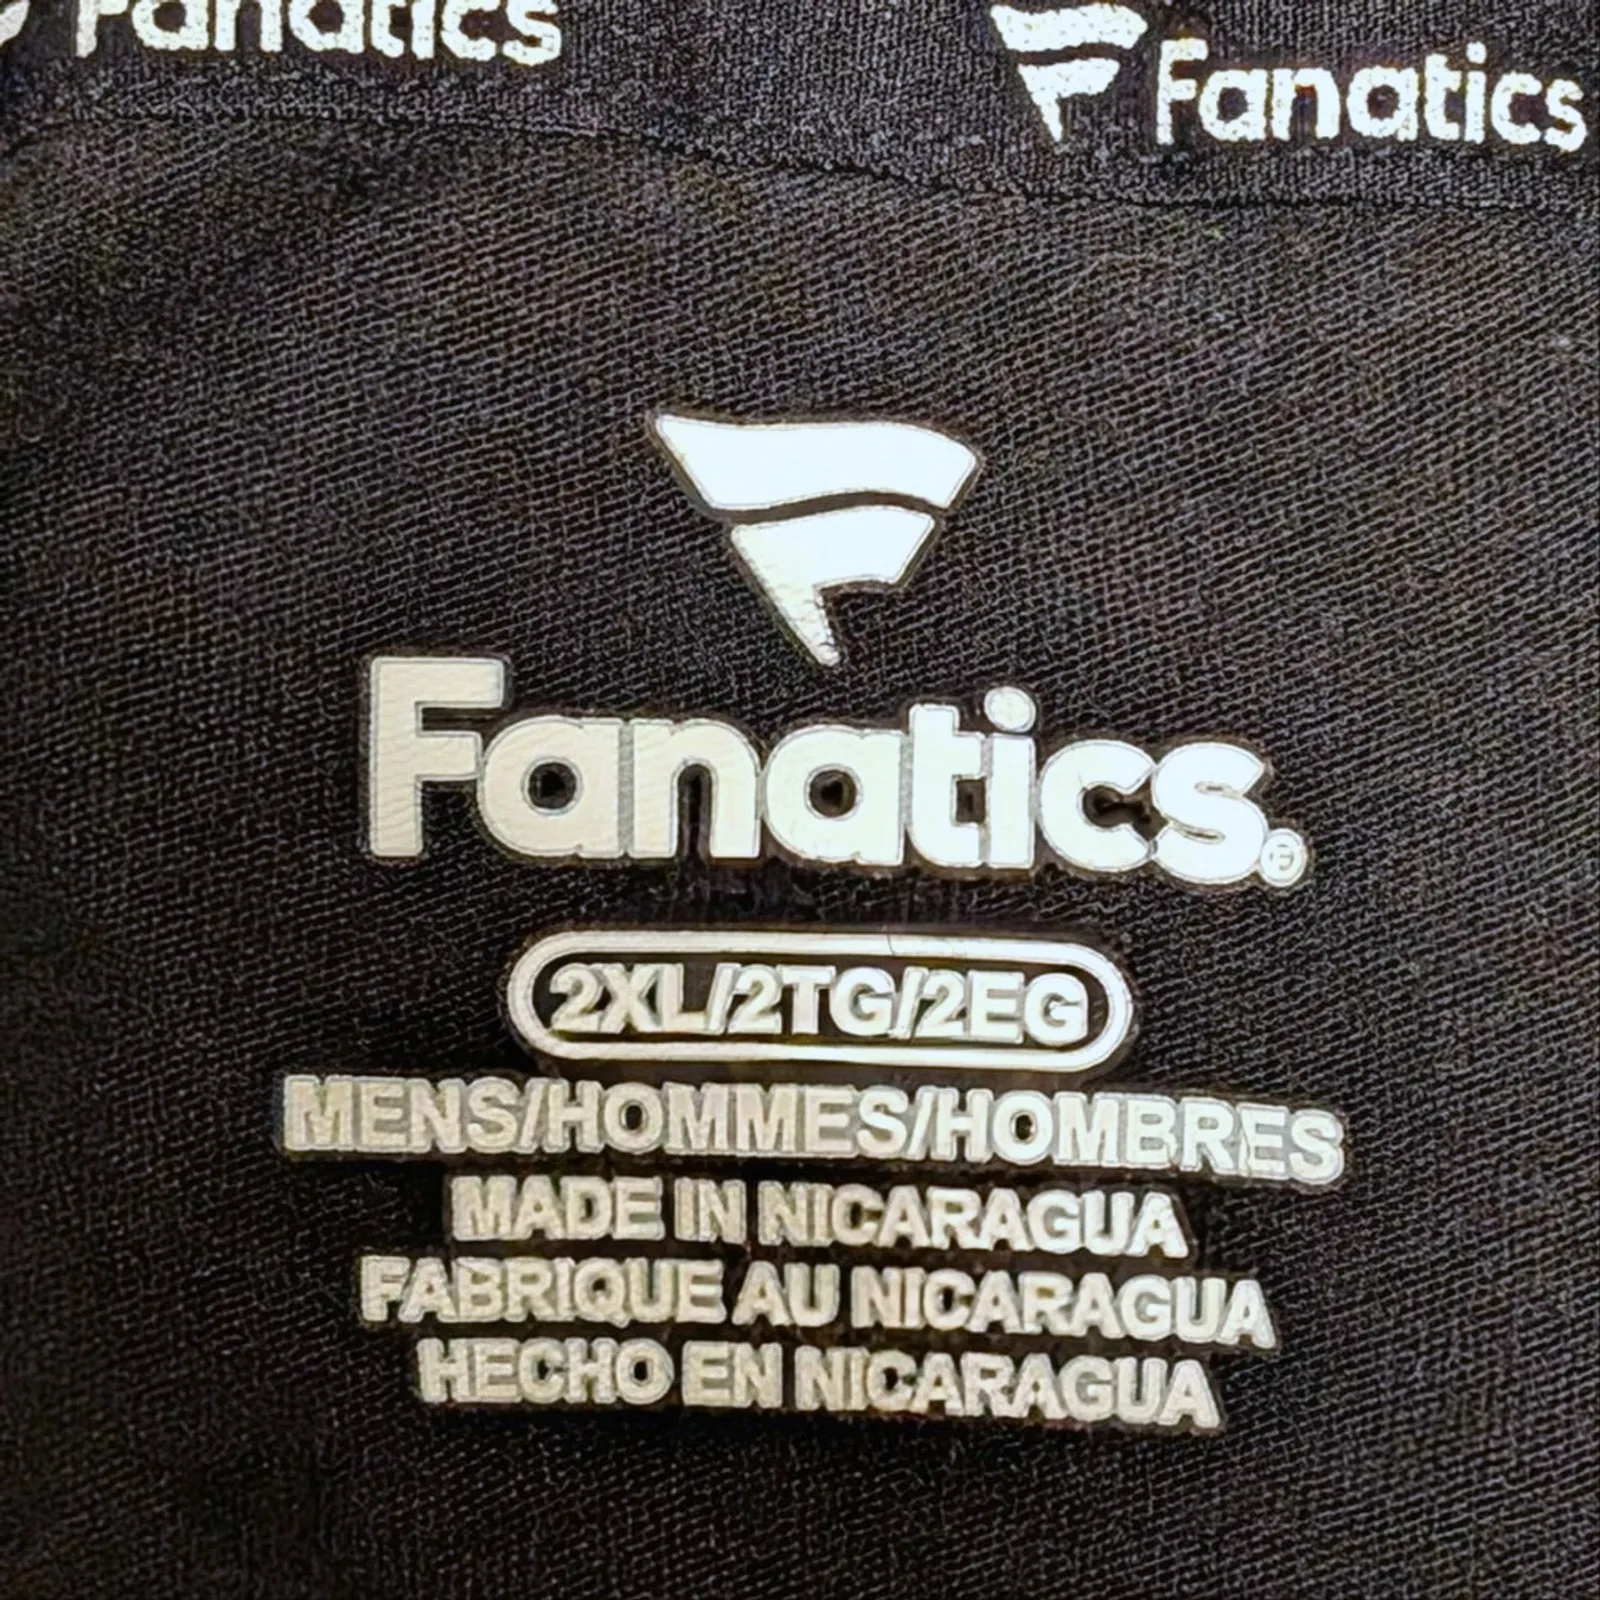 Fanatics
Fanatics
Fanatics®
2XL/2TG/2EG
MENS/HOMMES/HOMBRES
MADE IN NICARAGUA
FABRIQUE AU NICARAGUA
HECHO EN NICARAGUA